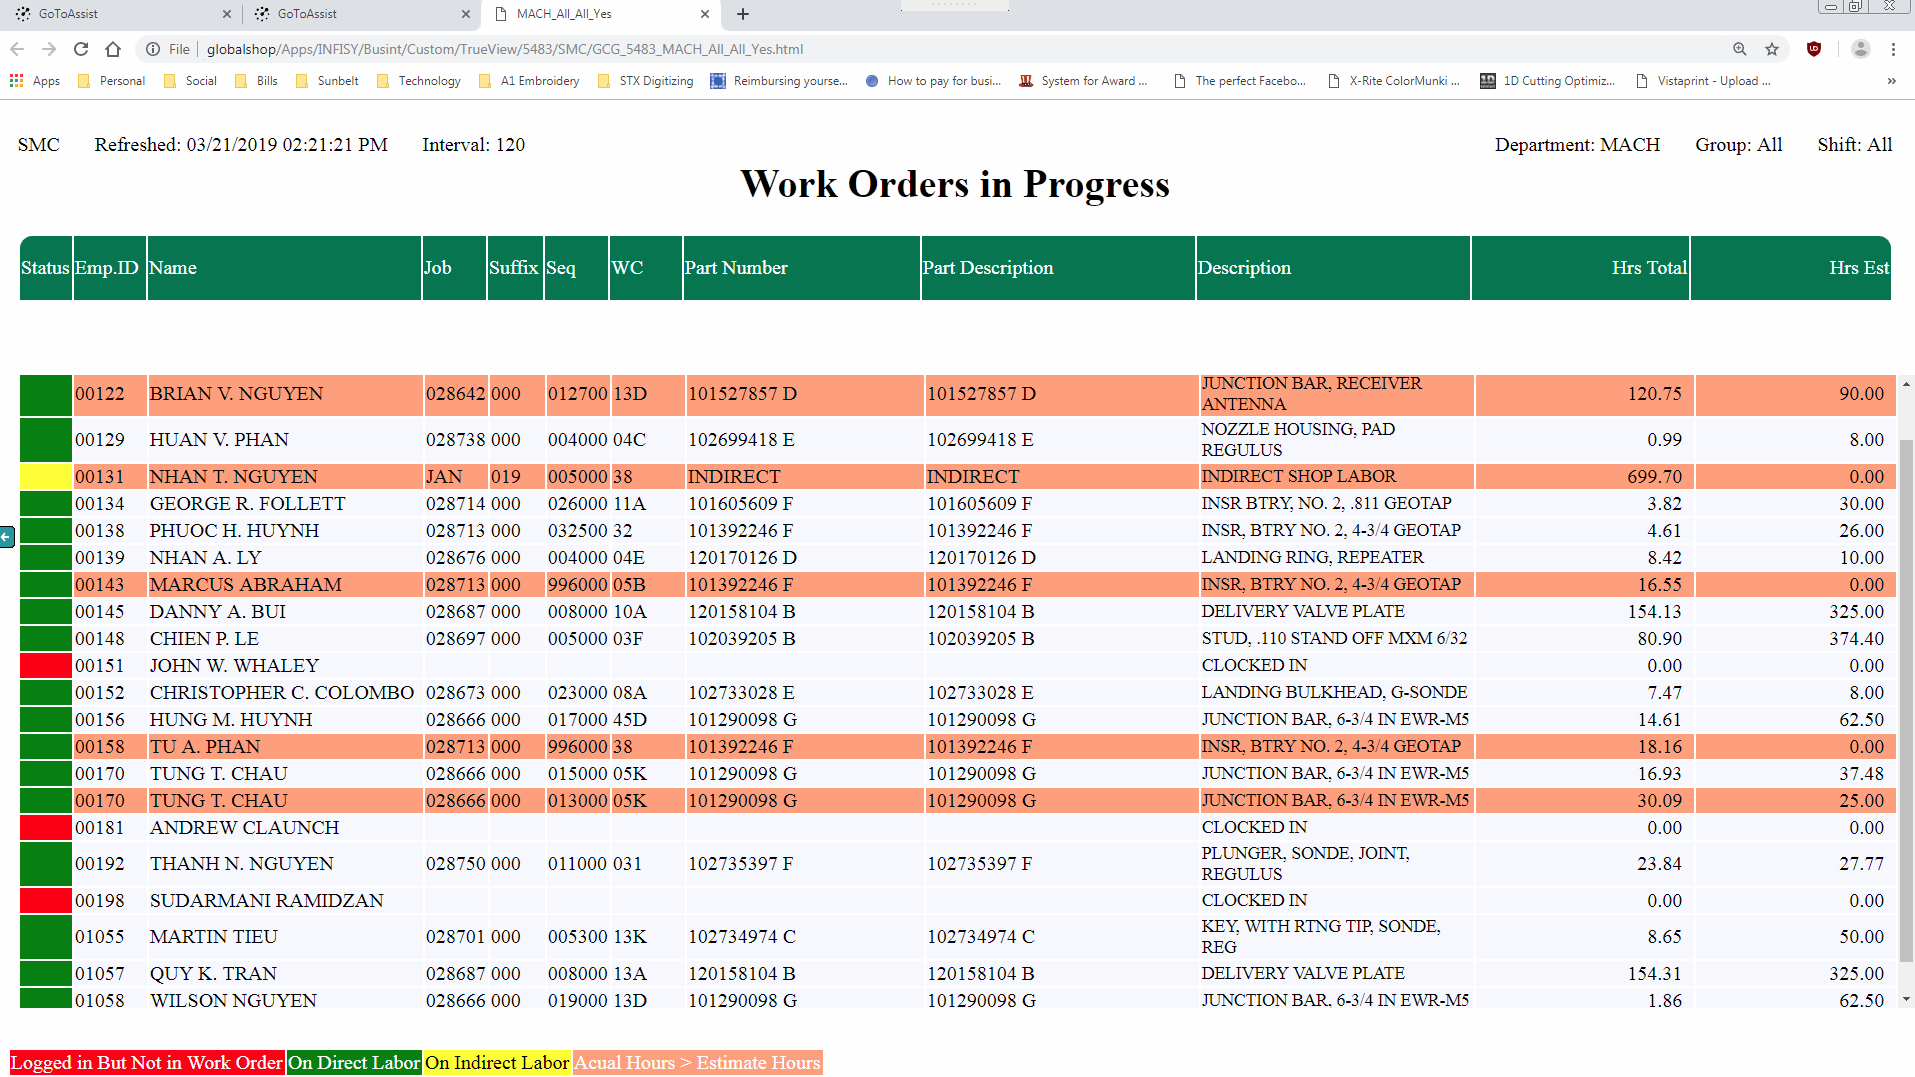 GoToAssist GoToAssist MACH_All_All_Yes
File globalshop/Apps/INFISY/Busint/Custom/TrueView/5483/SMC/GCG_5483_MACH_All_All_Yes.html
Apps Personal Social Bills Sunbelt Technology A1 Embroidery STX Digitizing Reimbursing yourse... How to pay for busi... System for Award ... The perfect Facebo... X-Rite ColorMunki ... 1D Cutting Optimiz... Vistaprint - Upload ... »
SMC Refreshed: 03/21/2019 02:21:21 PM Interval: 120 Department: MACH Group: All Shift: All
Work Orders in Progress
Status Emp.ID Name Job Suffix Seq WC Part Number Part Description Description Hrs Total Hrs Est
00122 BRIAN V. NGUYEN 028642 000 012700 13D 101527857 D 101527857 D JUNCTION BAR, RECEIVER ANTENNA 120.75 90.00
00129 HUAN V. PHAN 028738 000 004000 04C 102699418 E 102699418 E NOZZLE HOUSING, PAD REGULUS 0.99 8.00
00131 NHAN T. NGUYEN JAN 019 005000 38 INDIRECT INDIRECT INDIRECT SHOP LABOR 699.70 0.00
00134 GEORGE R. FOLLETT 028714 000 026000 11A 101605609 F 101605609 F INSR BTRY, NO. 2, .811 GEOTAP 3.82 30.00
00138 PHUOC H. HUYNH 028713 000 032500 32 101392246 F 101392246 F INSR, BTRY NO. 2, 4-3/4 GEOTAP 4.61 26.00
00139 NHAN A. LY 028676 000 004000 04E 120170126 D 120170126 D LANDING RING, REPEATER 8.42 10.00
00143 MARCUS ABRAHAM 028713 000 996000 05B 101392246 F 101392246 F INSR, BTRY NO. 2, 4-3/4 GEOTAP 16.55 0.00
00145 DANNY A. BUI 028687 000 008000 10A 120158104 B 120158104 B DELIVERY VALVE PLATE 154.13 325.00
00148 CHIEN P. LE 028697 000 005000 03F 102039205 B 102039205 B STUD, .110 STAND OFF MXM 6/32 80.90 374.40
00151 JOHN W. WHALEY CLOCKED IN 0.00 0.00
00152 CHRISTOPHER C. COLOMBO 028673 000 023000 08A 102733028 E 102733028 E LANDING BULKHEAD, G-SONDE 7.47 8.00
00156 HUNG M. HUYNH 028666 000 017000 45D 101290098 G 101290098 G JUNCTION BAR, 6-3/4 IN EWR-M5 14.61 62.50
00158 TU A. PHAN 028713 000 996000 38 101392246 F 101392246 F INSR, BTRY NO. 2, 4-3/4 GEOTAP 18.16 0.00
00170 TUNG T. CHAU 028666 000 015000 05K 101290098 G 101290098 G JUNCTION BAR, 6-3/4 IN EWR-M5 16.93 37.48
00170 TUNG T. CHAU 028666 000 013000 05K 101290098 G 101290098 G JUNCTION BAR, 6-3/4 IN EWR-M5 30.09 25.00
00181 ANDREW CLAUNCH CLOCKED IN 0.00 0.00
00192 THANH N. NGUYEN 028750 000 011000 031 102735397 F 102735397 F PLUNGER, SONDE, JOINT, REGULUS 23.84 27.77
00198 SUDARMANI RAMIDZAN CLOCKED IN 0.00 0.00
01055 MARTIN TIEU 028701 000 005300 13K 102734974 C 102734974 C KEY, WITH RTNG TIP, SONDE, REG 8.65 50.00
01057 QUY K. TRAN 028687 000 008000 13A 120158104 B 120158104 B DELIVERY VALVE PLATE 154.31 325.00
01058 WILSON NGUYEN 028666 000 019000 13D 101290098 G 101290098 G JUNCTION BAR, 6-3/4 IN EWR-M5 1.86 62.50
Logged in But Not in Work Order On Direct Labor On Indirect Labor Acual Hours > Estimate Hours